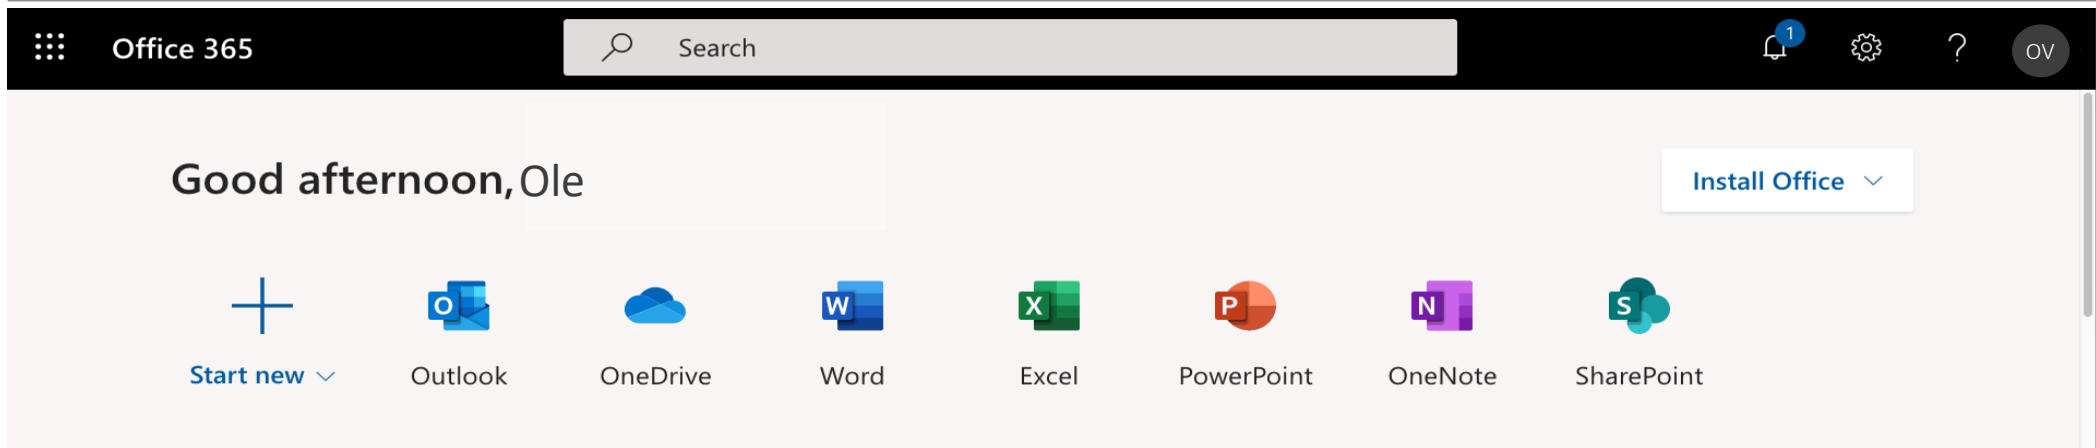 Office 365 Search 1 ? OV
Good afternoon, Ole Install Office
Start new Outlook OneDrive Word Excel PowerPoint OneNote SharePoint